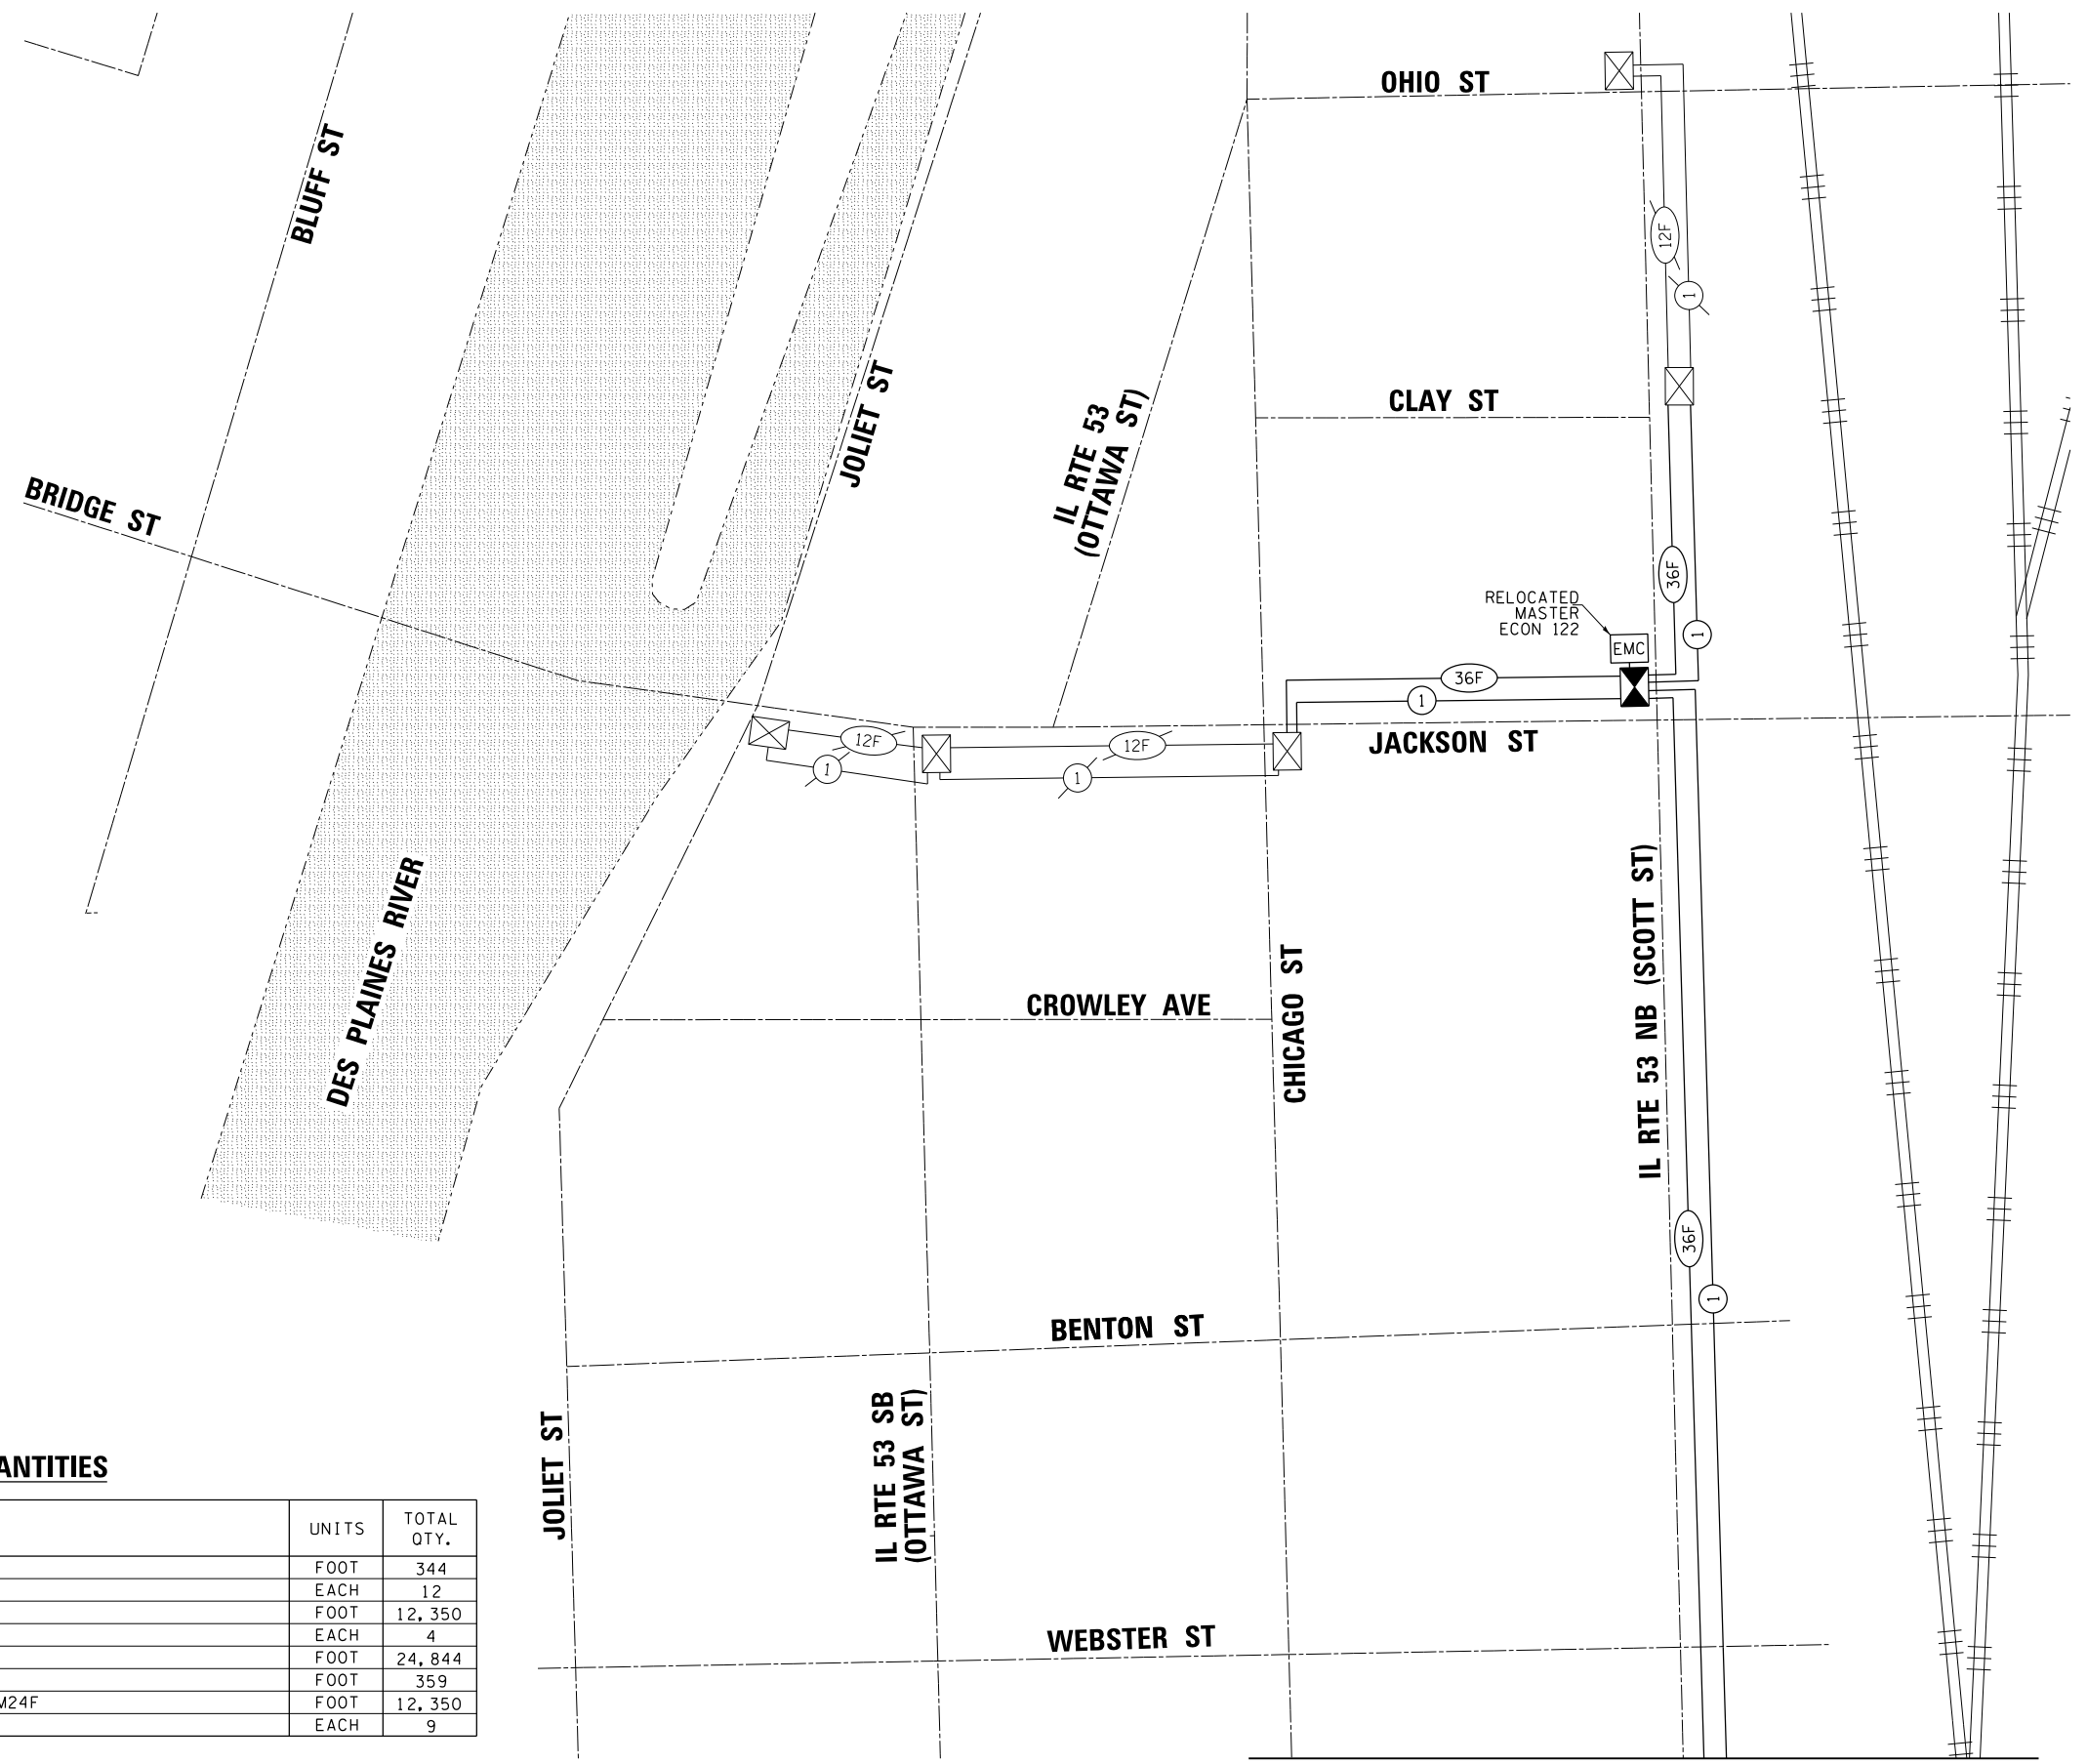 OHIO ST
BLUFF ST
12F
1
JOLIET ST
IL RTE 53
(OTTAWA ST)
CLAY ST
BRIDGE ST
36F
1
RELOCATED
MASTER
ECON 122
EMC
36F
1
12F
12F
JACKSON ST
1
1
IL RTE 53 NB (SCOTT ST)
DES PLAINES RIVER
CHICAGO ST
CROWLEY AVE
36F
1
BENTON ST
JOLIET ST
IL RTE 53 SB
(OTTAWA ST)
WEBSTER ST
ANTITIES
UNITS TOTAL
QTY.
FOOT 344
EACH 12
FOOT 12,350
EACH 4
FOOT 24,844
FOOT 359
M24F FOOT 12,350
EACH 9